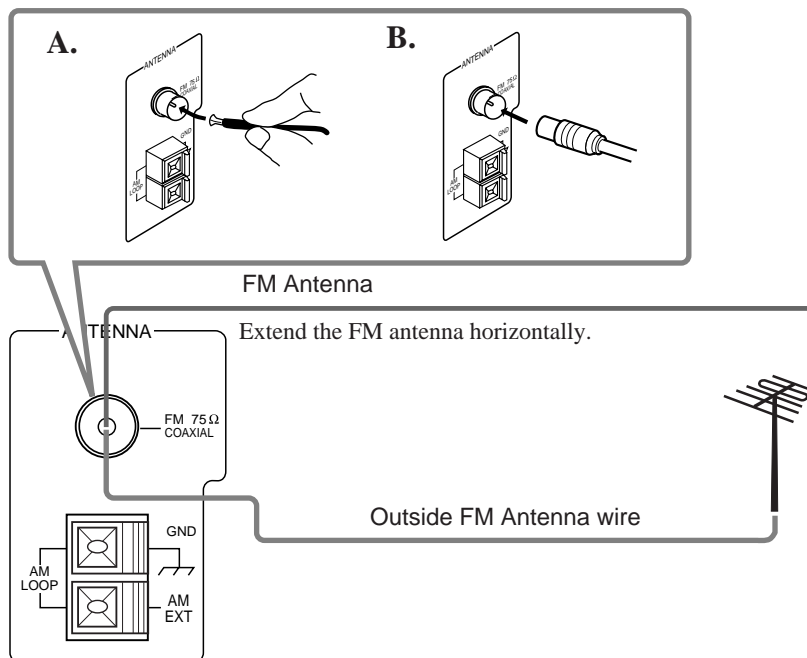 A.
ANTENNA
FM 75Ω
COAXIAL
GND
AM
LOOP
B.
ANTENNA
FM 75Ω
COAXIAL
GND
AM
LOOP
FM Antenna
Extend the FM antenna horizontally.
ANTENNA
FM 75Ω
COAXIAL
Outside FM Antenna wire
GND
AM
LOOP
AM
EXT